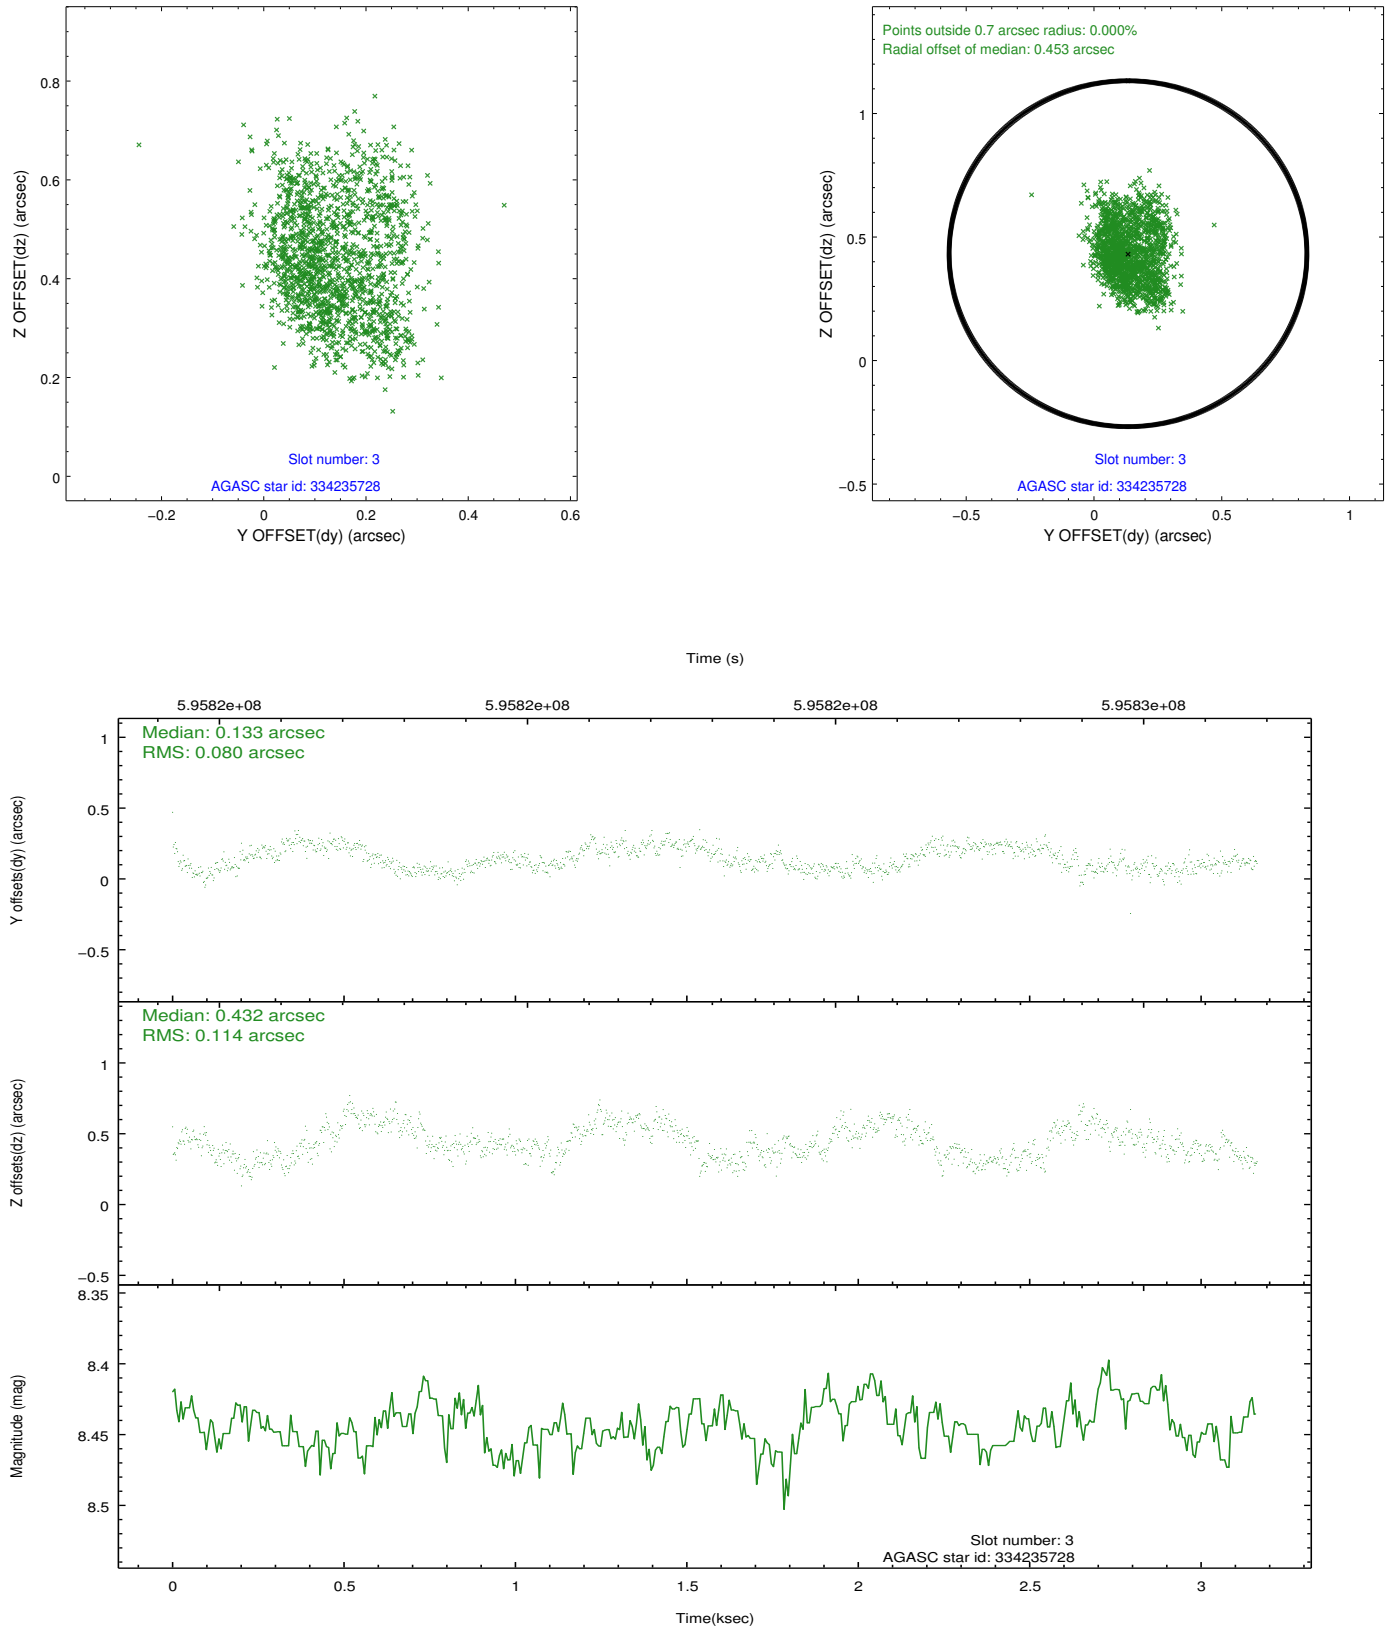 0.8
0.6
0.4
0.2
0
−0.2
0
0.2
0.4
0.6
Z OFFSET(dz) (arcsec)
Y OFFSET(dy) (arcsec)
Slot number: 3
AGASC star id: 334235728
Points outside 0.7 arcsec radius: 0.000%
Radial offset of median: 0.453 arcsec
1
0.5
0
−0.5
−0.5
0
0.5
1
Z OFFSET(dz) (arcsec)
Y OFFSET(dy) (arcsec)
Slot number: 3
AGASC star id: 334235728
Time (s)
5.9582e+08
5.9582e+08
5.9582e+08
5.9583e+08
Median: 0.133 arcsec
RMS: 0.080 arcsec
1
0.5
0
−0.5
Y offsets(dy) (arcsec)
Median: 0.432 arcsec
RMS: 0.114 arcsec
1
0.5
0
−0.5
Z offsets(dz) (arcsec)
8.35
8.4
8.45
8.5
Magnitude (mag)
Slot number: 3
AGASC star id: 334235728
0
0.5
1
1.5
2
2.5
3
Time(ksec)